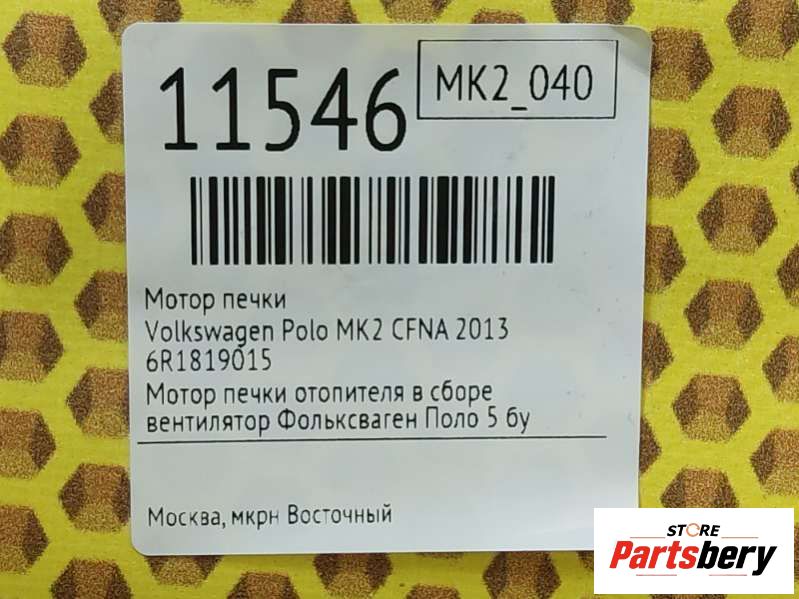 11546
MK2_040
Мотор печки
Volkswagen Polo MK2 CFNA 2013
6R1819015
Мотор печки отопителя в сборе
вентилятор Фольксваген Поло 5 бу
Москва, мкрн Восточный
STORE
Partsbery